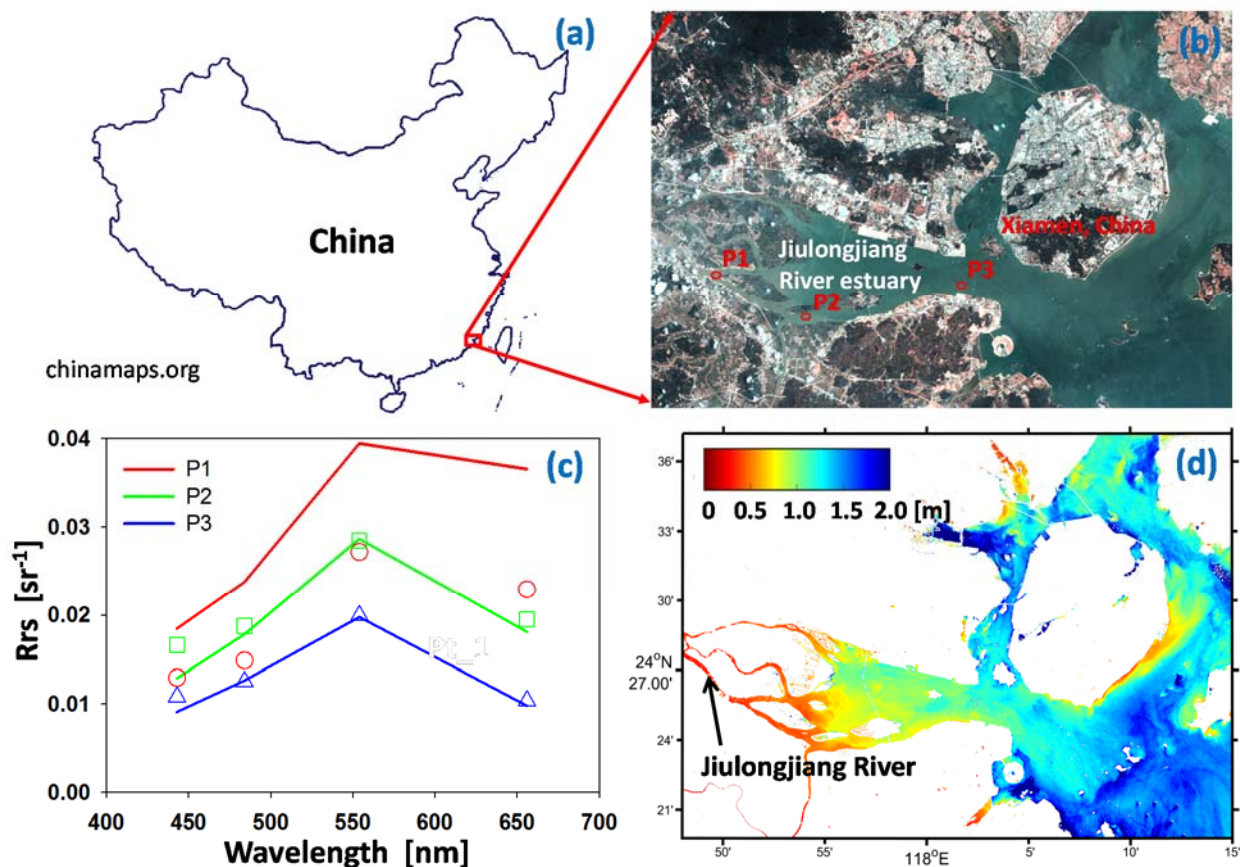 (a)
China
chinamaps.org
(b)
Xiamen, China
Jiulongjiang
River estuary
P1
P2
P3
(c)
P1
P2
P3
Pt_1
0.04
0.03
0.02
0.01
0.00
Rrs [sr-1]
400 450 500 550 600 650 700
Wavelength [nm]
(d)
0 0.5 1.0 1.5 2.0 [m]
36'
33'
30'
24°N
27.00'
24'
21'
Jiulongjiang River
50' 55' 118°E 5' 10' 15'